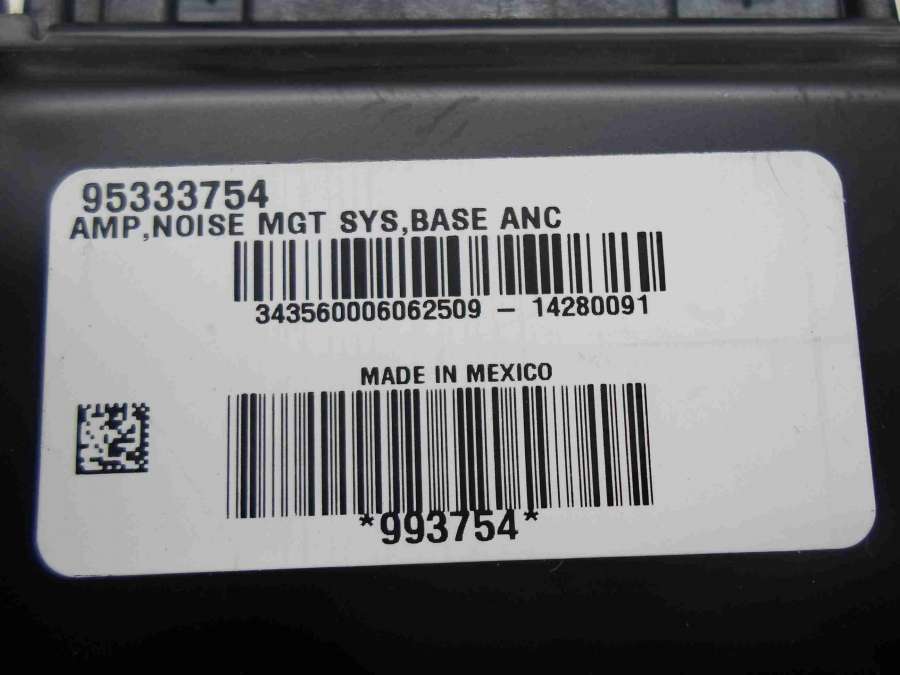 95333754
AMP,NOISE MGT SYS,BASE ANC
343560006062509 - 14280091
MADE IN MEXICO
*993754*